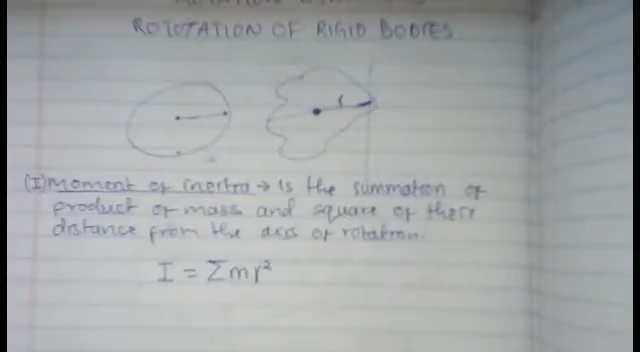 ROTOTATION OF RIGID BODIES
r
(I) Moment of inertia → Is the summation of
product of mass and square of their
distance from the axis of rotation.
I = Σmr²